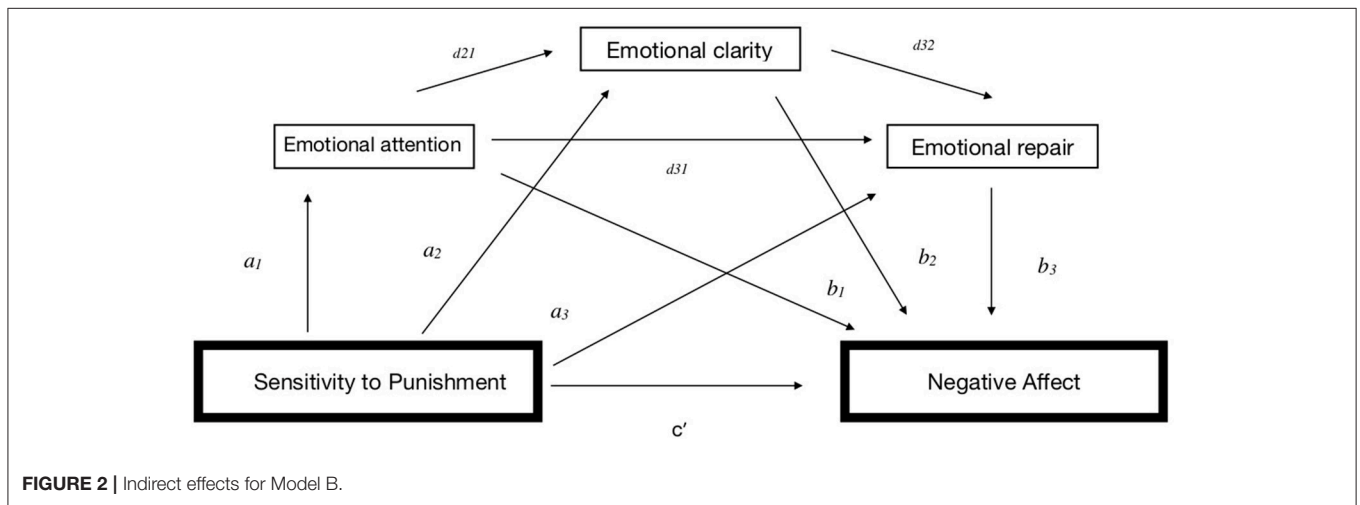 Emotional clarity
d21
d32
Emotional attention
Emotional repair
d31
a1
a2
b2
b3
b1
a3
Sensitivity to Punishment
Negative Affect
c′
FIGURE 2 | Indirect effects for Model B.